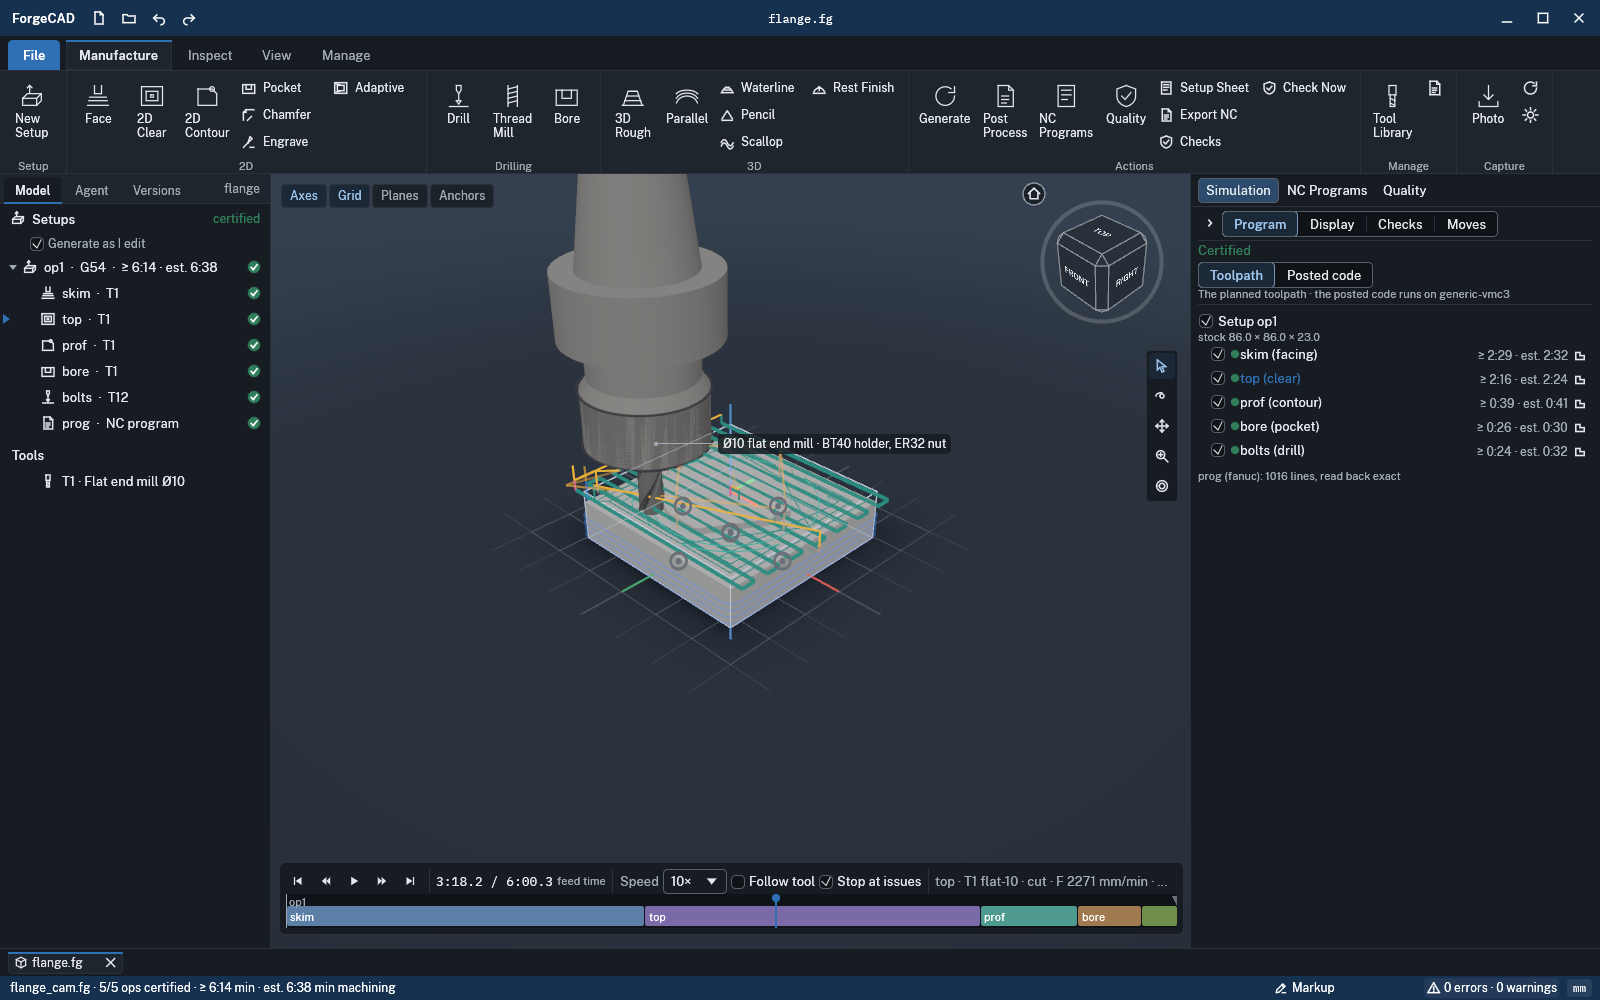 ForgeCAD
flange.fg
File
Manufacture
Inspect
View
Manage
New Setup
Setup
Face
2D Clear
2D Contour
Pocket
Chamfer
Engrave
Adaptive
2D
Drill
Thread Mill
Bore
Drilling
3D Rough
Parallel
Waterline
Pencil
Scallop
Rest Finish
3D
Generate
Post Process
NC Programs
Quality
Setup Sheet
Export NC
Checks
Check Now
Actions
Tool Library
Manage
Photo
Capture
Model
Agent
Versions
flange
Setups
certified
Generate as I edit
op1 · G54 · ≥ 6:14 · est. 6:38
skim · T1
top · T1
prof · T1
bore · T1
bolts · T12
prog · NC program
Tools
T1 · Flat end mill Ø10
Axes
Grid
Planes
Anchors
TOP
FRONT
RIGHT
Ø10 flat end mill · BT40 holder, ER32 nut
3:18.2 / 6:00.3 feed time
Speed
10×
Follow tool
Stop at issues
top · T1 flat-10 · cut · F 2271 mm/min · ...
op1
skim
top
prof
bore
Simulation
NC Programs
Quality
Program
Display
Checks
Moves
Certified
Toolpath
Posted code
The planned toolpath · the posted code runs on generic-vmc3
Setup op1
stock 86.0 × 86.0 × 23.0
skim (facing) ≥ 2:29 · est. 2:32
top (clear) ≥ 2:16 · est. 2:24
prof (contour) ≥ 0:39 · est. 0:41
bore (pocket) ≥ 0:26 · est. 0:30
bolts (drill) ≥ 0:24 · est. 0:32
prog (fanuc): 1016 lines, read back exact
flange.fg
flange_cam.fg · 5/5 ops certified · ≥ 6:14 min · est. 6:38 min machining
Markup
0 errors · 0 warnings
mm